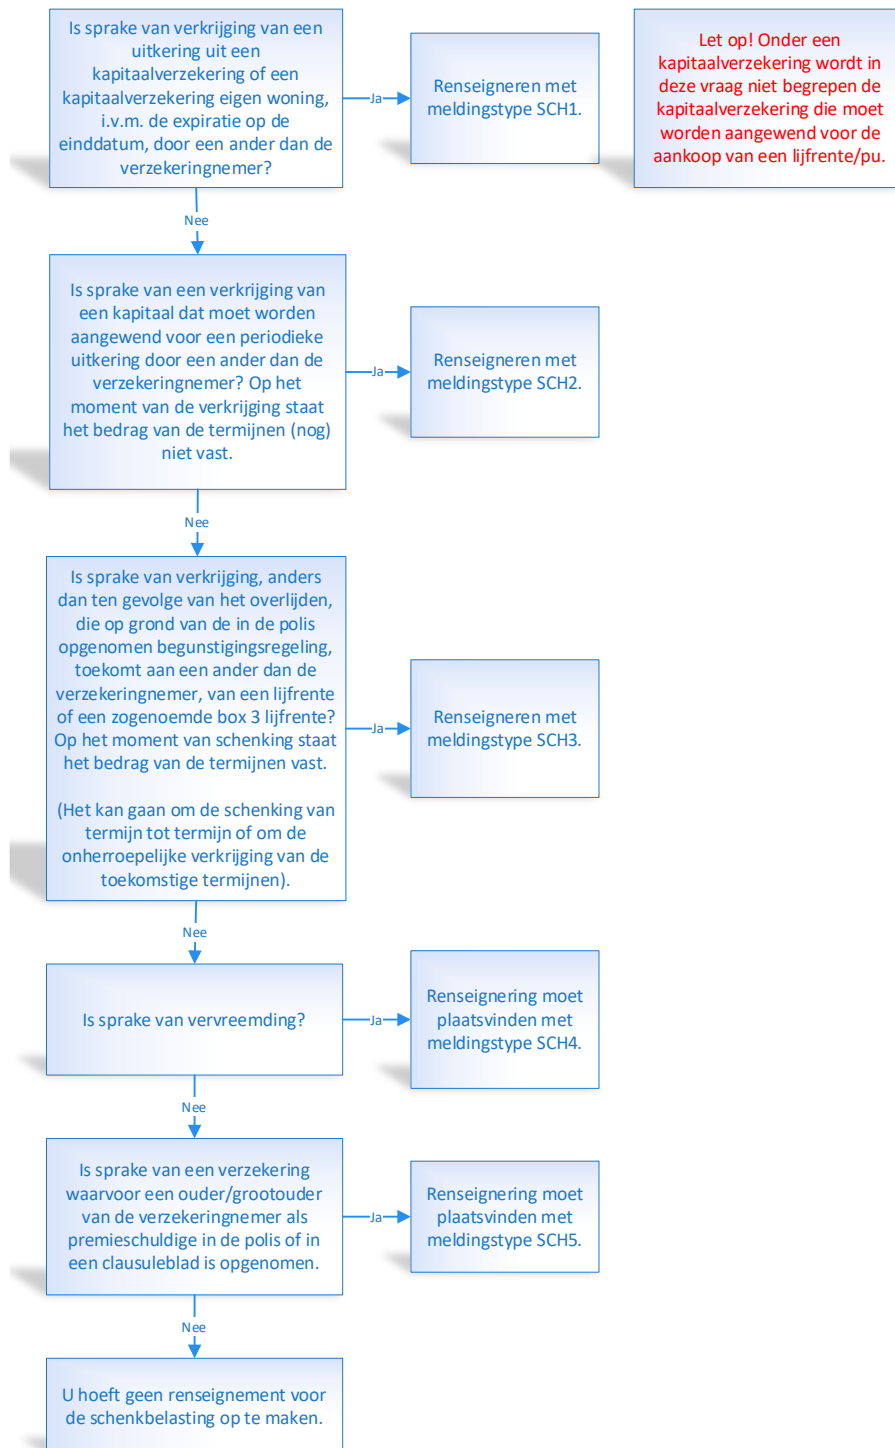 Is sprake van verkrijging van een
uitkering uit een
kapitaalverzekering of een
kapitaalverzekering eigen woning,
i.v.m. de expiratie op de
einddatum, door een ander dan de
verzekeringnemer?
Ja
Renseigneren met
meldingstype SCH1.
Let op! Onder een
kapitaalverzekering wordt in
deze vraag niet begrepen de
kapitaalverzekering die moet
worden aangewend voor de
aankoop van een lijfrente/pu.
Nee
Is sprake van een verkrijging van
een kapitaal dat moet worden
aangewend voor een periodieke
uitkering door een ander dan de
verzekeringnemer? Op het
moment van de verkrijging staat
het bedrag van de termijnen (nog)
niet vast.
Ja
Renseigneren met
meldingstype SCH2.
Nee
Is sprake van verkrijging, anders
dan ten gevolge van het overlijden,
die op grond van de in de polis
opgenomen begunstigingsregeling,
toekomt aan een ander dan de
verzekeringnemer, van een lijfrente
of een zogenoemde box 3 lijfrente?
Op het moment van schenking staat
het bedrag van de termijnen vast.
(Het kan gaan om de schenking van
termijn tot termijn of om de
onherroepelijke verkrijging van de
toekomstige termijnen).
Ja
Renseigneren met
meldingstype SCH3.
Nee
Is sprake van vervreemding?
Ja
Renseignering moet
plaatsvinden met
meldingstype SCH4.
Nee
Is sprake van een verzekering
waarvoor een ouder/grootouder
van de verzekeringnemer als
premieschuldige in de polis of in
een clausuleblad is opgenomen.
Ja
Renseignering moet
plaatsvinden met
meldingstype SCH5.
Nee
U hoeft geen renseignement voor
de schenkbelasting op te maken.